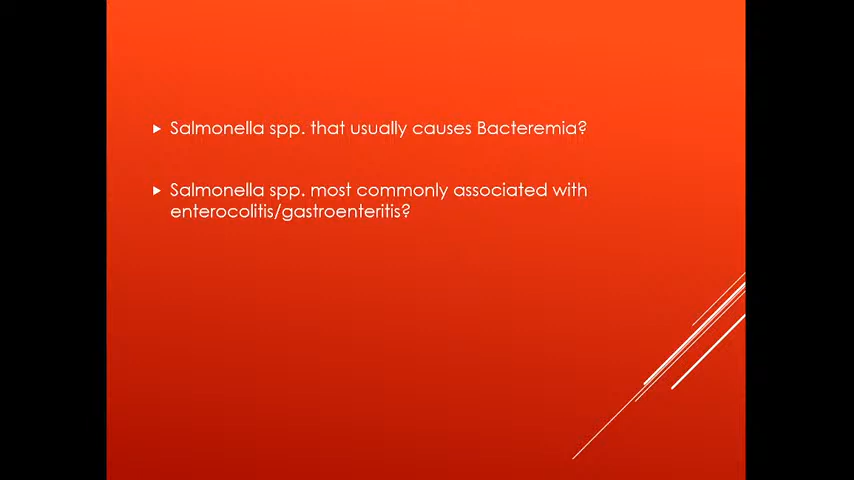 Salmonella spp. that usually causes Bacteremia?
Salmonella spp. most commonly associated with
enterocolitis/gastroenteritis?